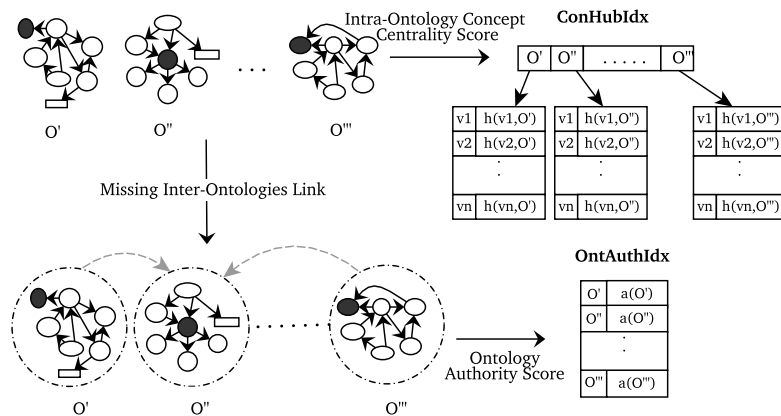 Intra-Ontology Concept
Centrality Score
ConHubIdx
O' O'' . . . . . O'''
. . .
O' O'' O'''
v1 h(v1,O') v1 h(v1,O'') v1 h(v1,O''')
v2 h(v2,O') v2 h(v2,O'') v2 h(v2,O''')
: : :
vn h(vn,O') vn h(vn,O'') vn h(vn,O''')
Missing Inter-Ontologies Link
OntAuthIdx
O' a(O')
O'' a(O'')
:
O''' a(O''')
. . . . . . . .
Ontology
Authority Score
O' O'' O'''